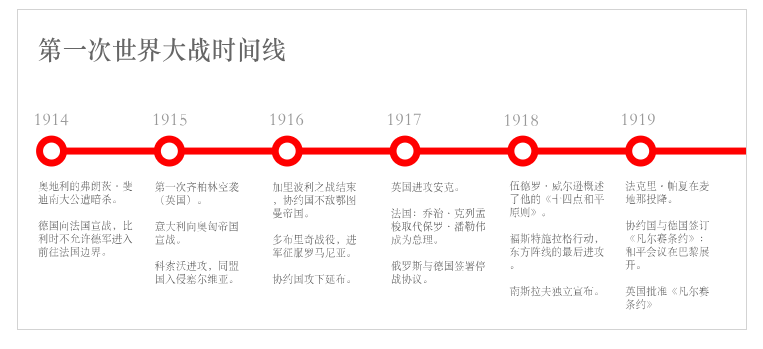 第一次世界大战时间线
1914
1915
1916
1917
1918
1919
奥地利的弗朗茨·斐
迪南大公遭暗杀。
德国向法国宣战，比
利时不允许德军进入
前往法国边界。
第一次齐柏林空袭
（英国）。
意大利向奥匈帝国
宣战。
科索沃进攻，同盟
国入侵塞尔维亚。
加里波利之战结束
，协约国不敌鄂图
曼帝国。
多布里奇战役，进
军征服罗马尼亚。
协约国攻下延布。
英国进攻安克。
法国：乔治·克列孟
梭取代保罗·潘勒伟
成为总理。
俄罗斯与德国签署停
战协议。
伍德罗·威尔逊概述
了他的《十四点和平
原则》。
福斯特施拉格行动，
东方阵线的最后进攻
。
南斯拉夫独立宣布。
法克里·帕夏在麦
地那投降。
协约国与德国签订
《凡尔赛条约》：
和平会议在巴黎展
开。
英国批准《凡尔赛
条约》